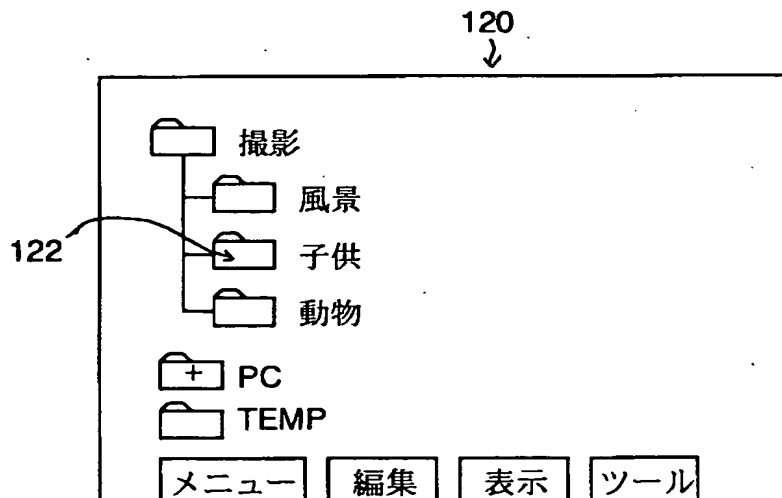 120
撮影
風景
122 子供
動物
+ PC
TEMP
メニュー 編集 表示 ツール